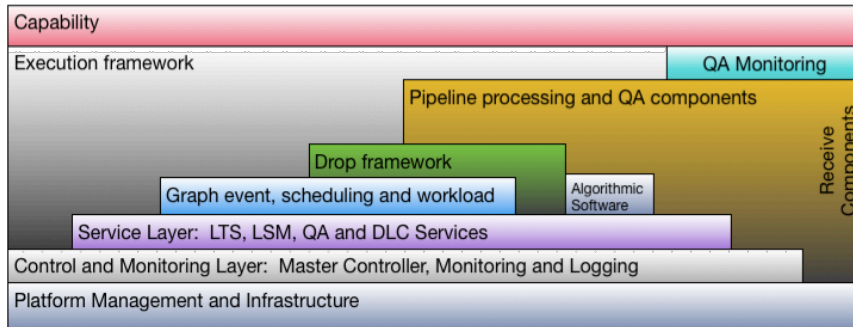 Capability
Execution framework
QA Monitoring
Pipeline processing and QA components
Receive
Components
Drop framework
Graph event, scheduling and workload
Algorithmic
Software
Service Layer: LTS, LSM, QA and DLC Services
Control and Monitoring Layer: Master Controller, Monitoring and Logging
Platform Management and Infrastructure